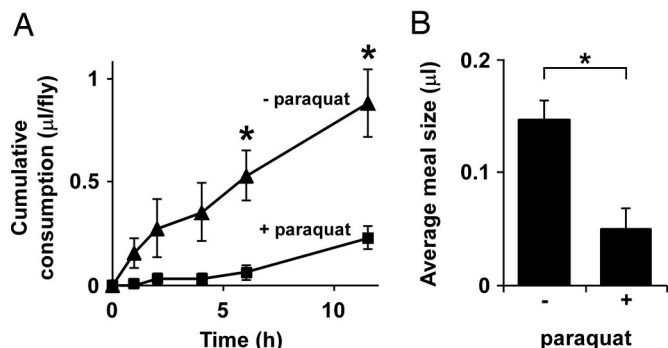 A
Cumulative
consumption (µl/fly)
1
0.5
0
*
*
- paraquat
+ paraquat
0
5
10
Time (h)
B
Average meal size (µl)
0.2
0.1
0
*
-
+
paraquat